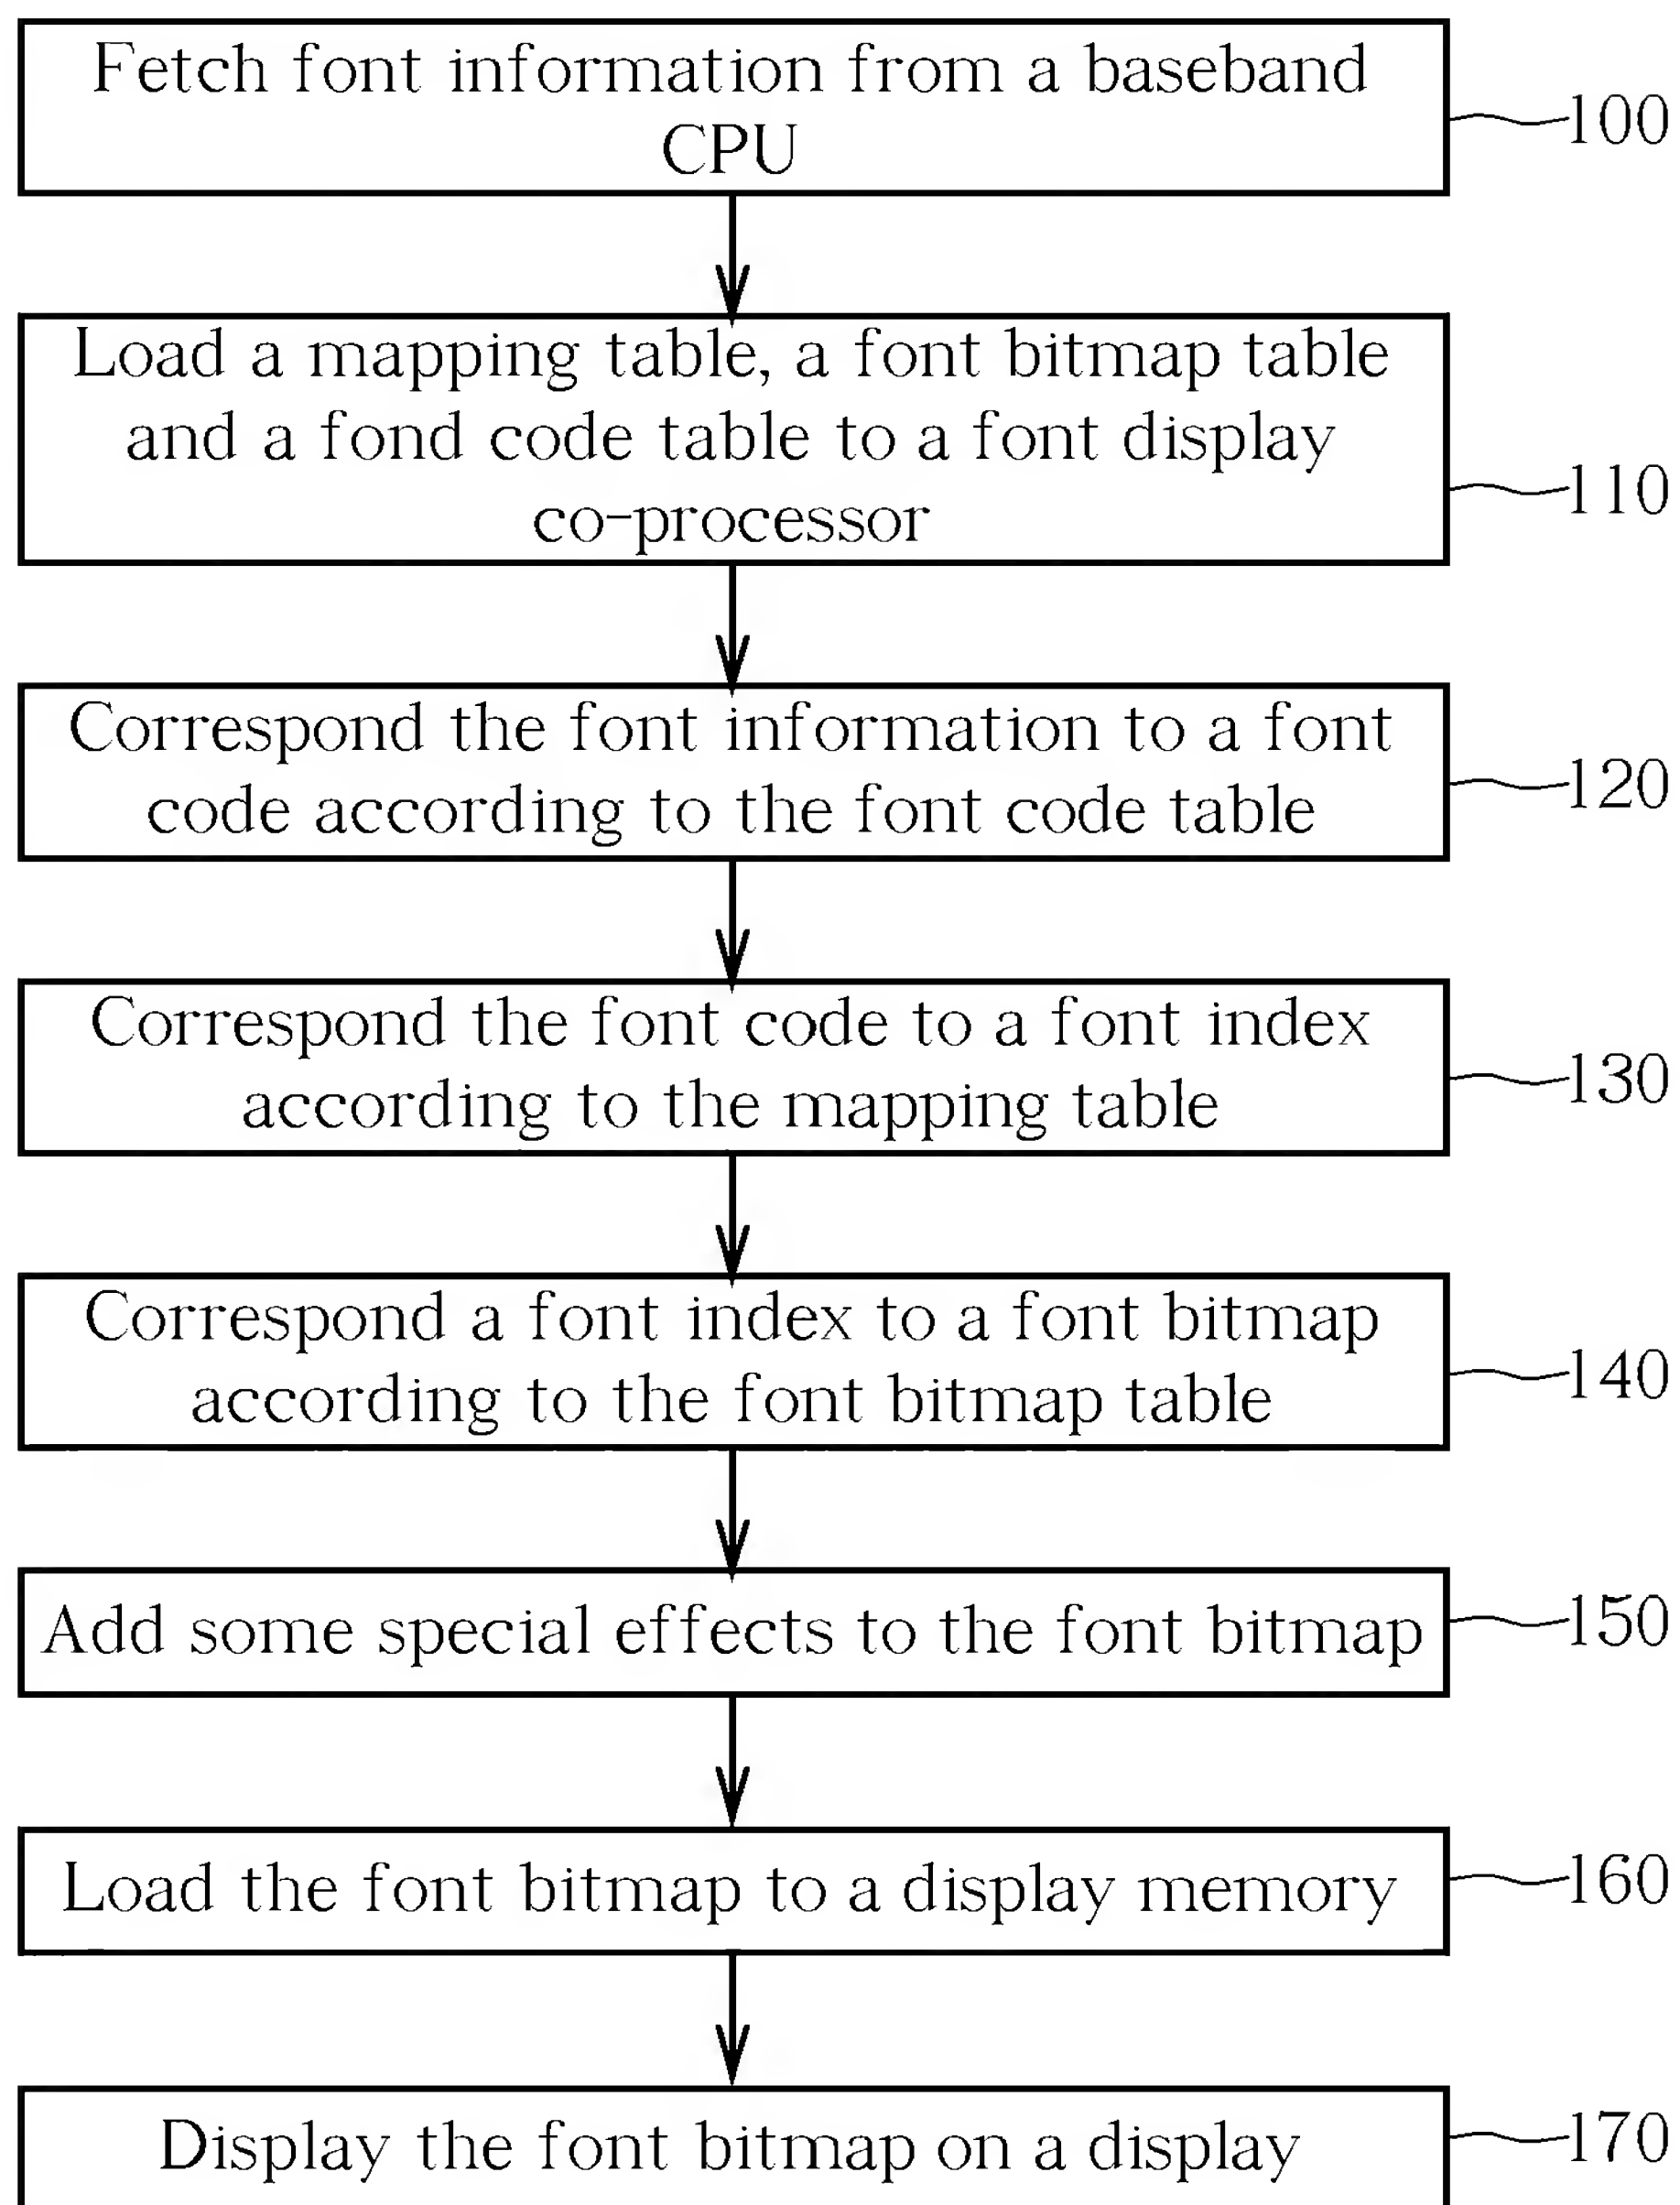 Fetch font information from a baseband
CPU
100
Load a mapping table, a font bitmap table
and a fond code table to a font display
co-processor
110
Correspond the font information to a font
code according to the font code table
120
Correspond the font code to a font index
according to the mapping table
130
Correspond a font index to a font bitmap
according to the font bitmap table
140
Add some special effects to the font bitmap
150
Load the font bitmap to a display memory
160
Display the font bitmap on a display
170